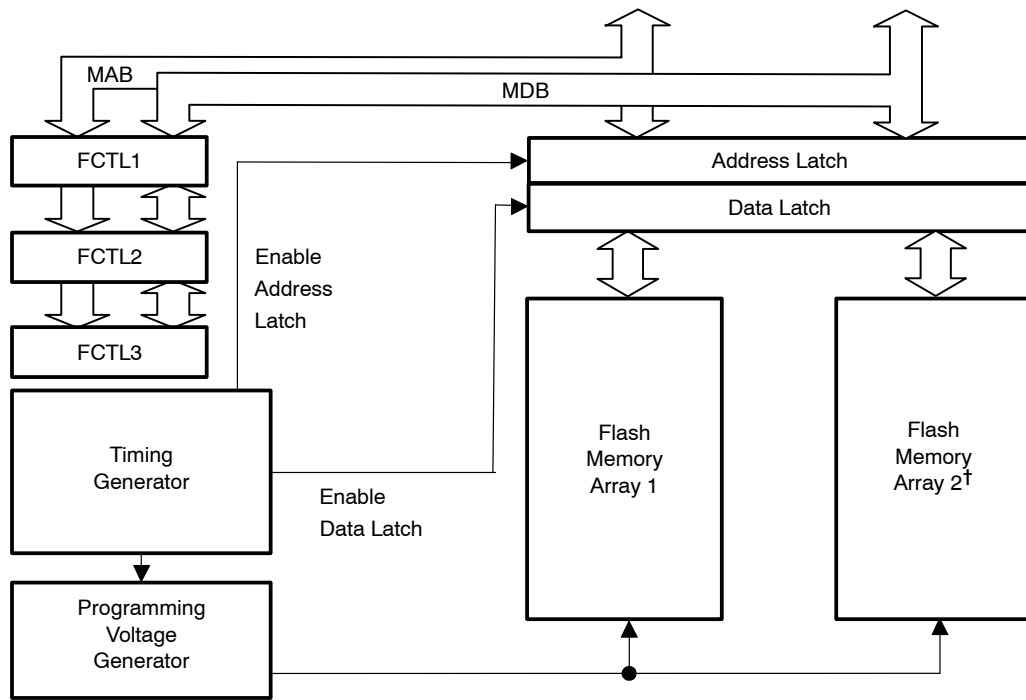 MAB
MDB
FCTL1
FCTL2
FCTL3
Address Latch
Data Latch
Enable
Address
Latch
Timing
Generator
Enable
Data Latch
Flash
Memory
Array 1
Flash
Memory
Array 2†
Programming
Voltage
Generator